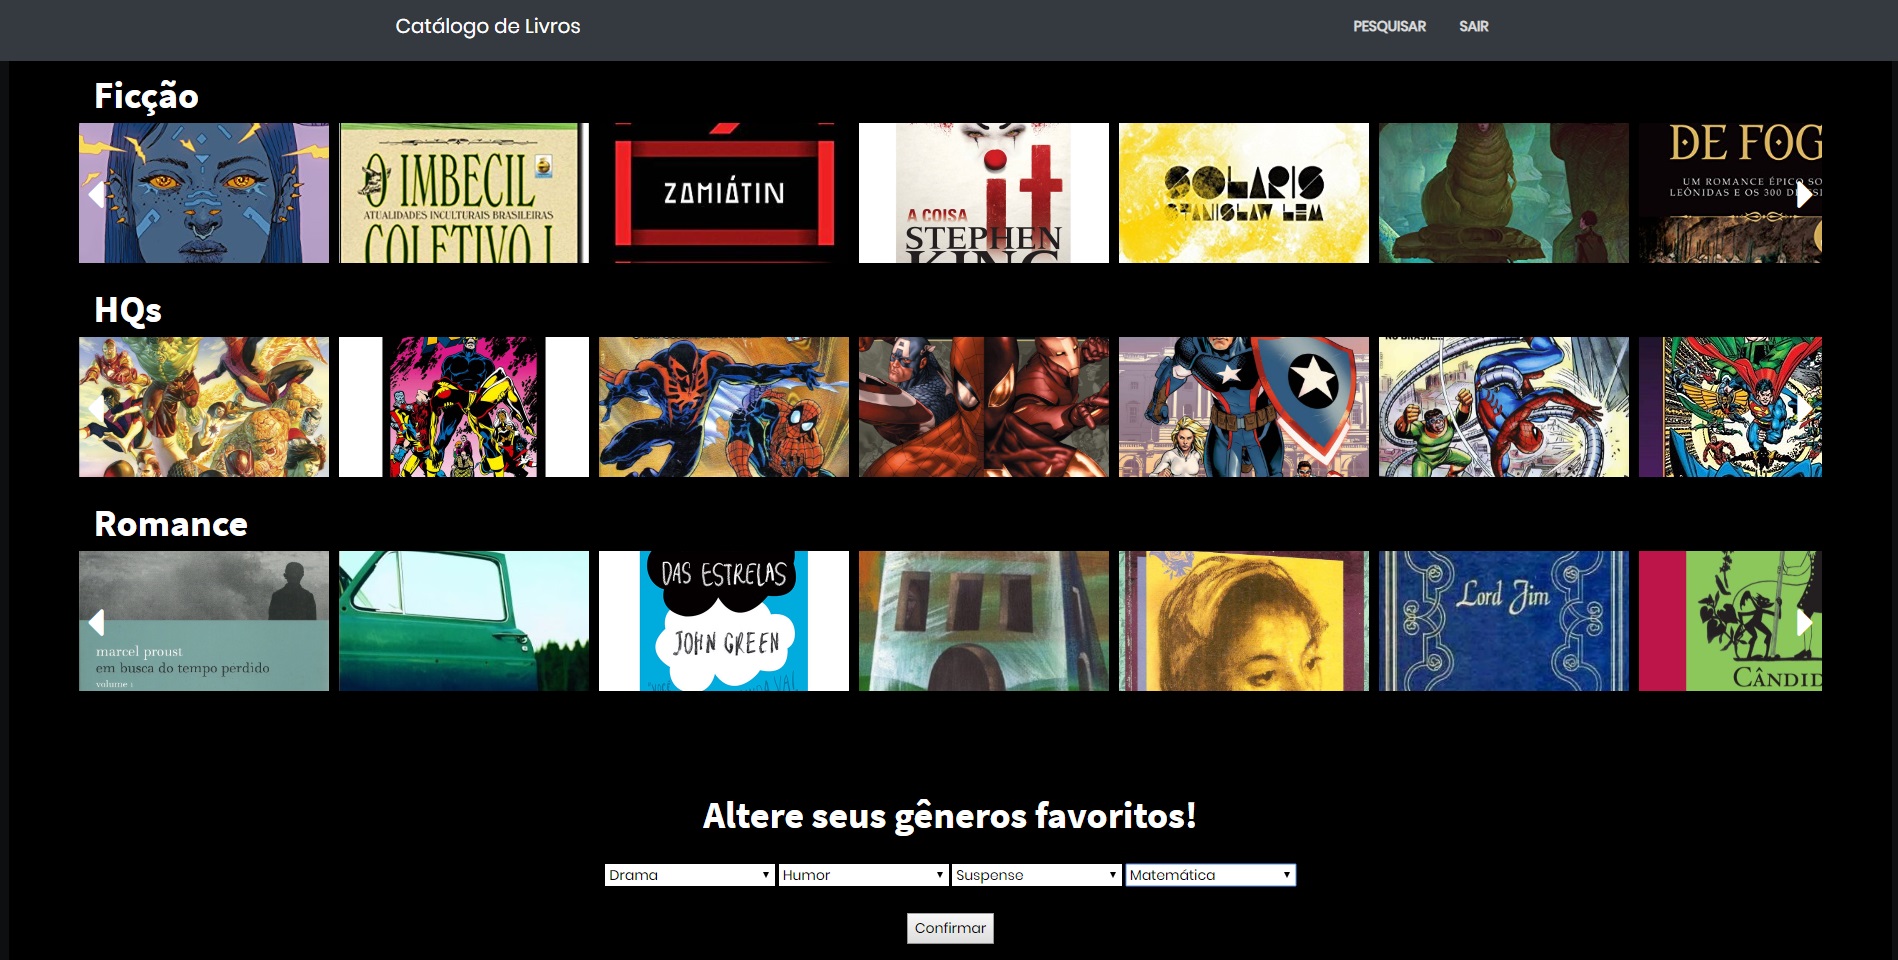 Catálogo de Livros
PESQUISAR SAIR
Ficção
O IMBECIL
ATUALIDADES INCULTURAIS BRASILEIRAS
COLETIVO I
ZAMIÁTIN
it
A COISA
STEPHEN
KING
SOLARIS
STANISLAW LEM
DE FOG
UM ROMANCE ÉPICO SO
LEÔNIDAS E OS 300 D
HQs
A
NO BRASIL...
Romance
marcel proust
em busca do tempo perdido
volume 1
DAS ESTRELAS
JOHN GREEN
Lord Jim
CÂNDID
Altere seus gêneros favoritos!
Drama Humor Suspense Matemática
Confirmar